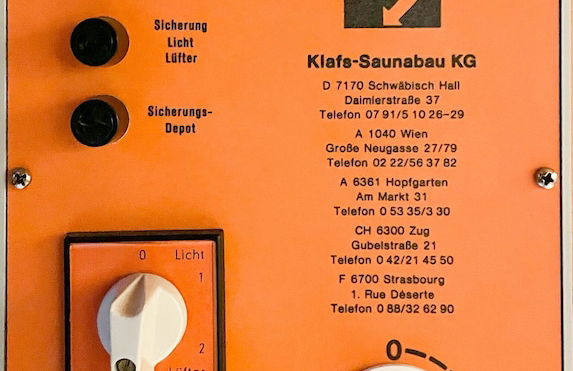 Sicherung
Licht
Lüfter
Sicherungs-
Depot
Klafs-Saunabau KG
D 7170 Schwäbisch Hall
Daimlerstraße 37
Telefon 07 91/5 10 26-29
A 1040 Wien
Große Neugasse 27/79
Telefon 02 22/56 37 82
A 6361 Hopfgarten
Am Markt 31
Telefon 0 53 35/3 30
CH 6300 Zug
Gubelstraße 21
Telefon 0 42/21 45 50
F 6700 Strasbourg
1. Rue Déserte
Telefon 0 88/32 62 90
0 Licht
1
2
Lüfter
0